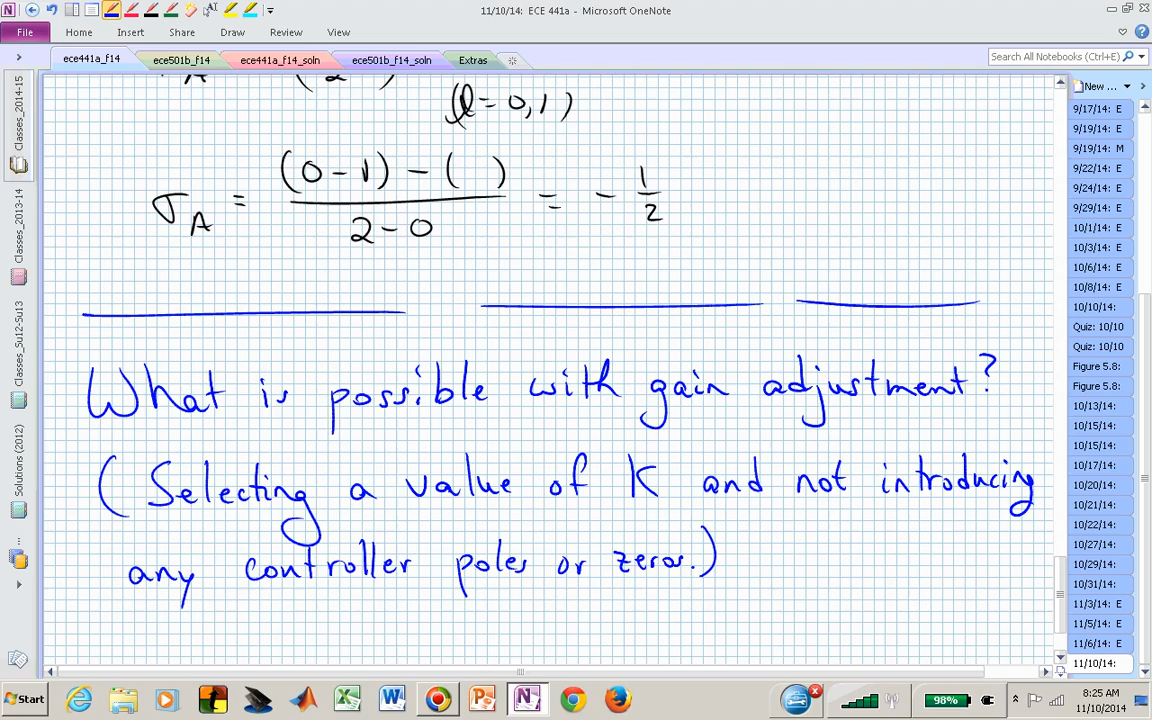 11/10/14: ECE 441a - Microsoft OneNote
File Home Insert Share Draw Review View
ece441a_f14 ece501b_f14 ece441a_f14_soln ece501b_f14_soln Extras
Search All Notebooks (Ctrl+E)
Classes_2014-15
Classes_2013-14
Classes_Su12-Su13
Solutions (2012)
(l = 0, 1)
σA = (0 - 1) - ( ) / 2 - 0 = - 1/2
What is possible with gain adjustment?
(Selecting a value of K and not introducing
any controller poles or zeros.)
New ...
9/17/14: E
9/19/14: E
9/19/14: M
9/22/14: E
9/24/14: E
9/29/14: E
10/1/14: E
10/3/14: E
10/6/14: E
10/8/14: E
10/10/14:
Quiz: 10/10
Quiz: 10/10
Figure 5.8:
Figure 5.8:
10/13/14:
10/15/14:
10/15/14:
10/17/14:
10/20/14:
10/21/14:
10/22/14:
10/27/14:
10/29/14:
10/31/14:
11/3/14: E
11/5/14: E
11/6/14: E
11/10/14:
Start
98%
8:25 AM
11/10/2014